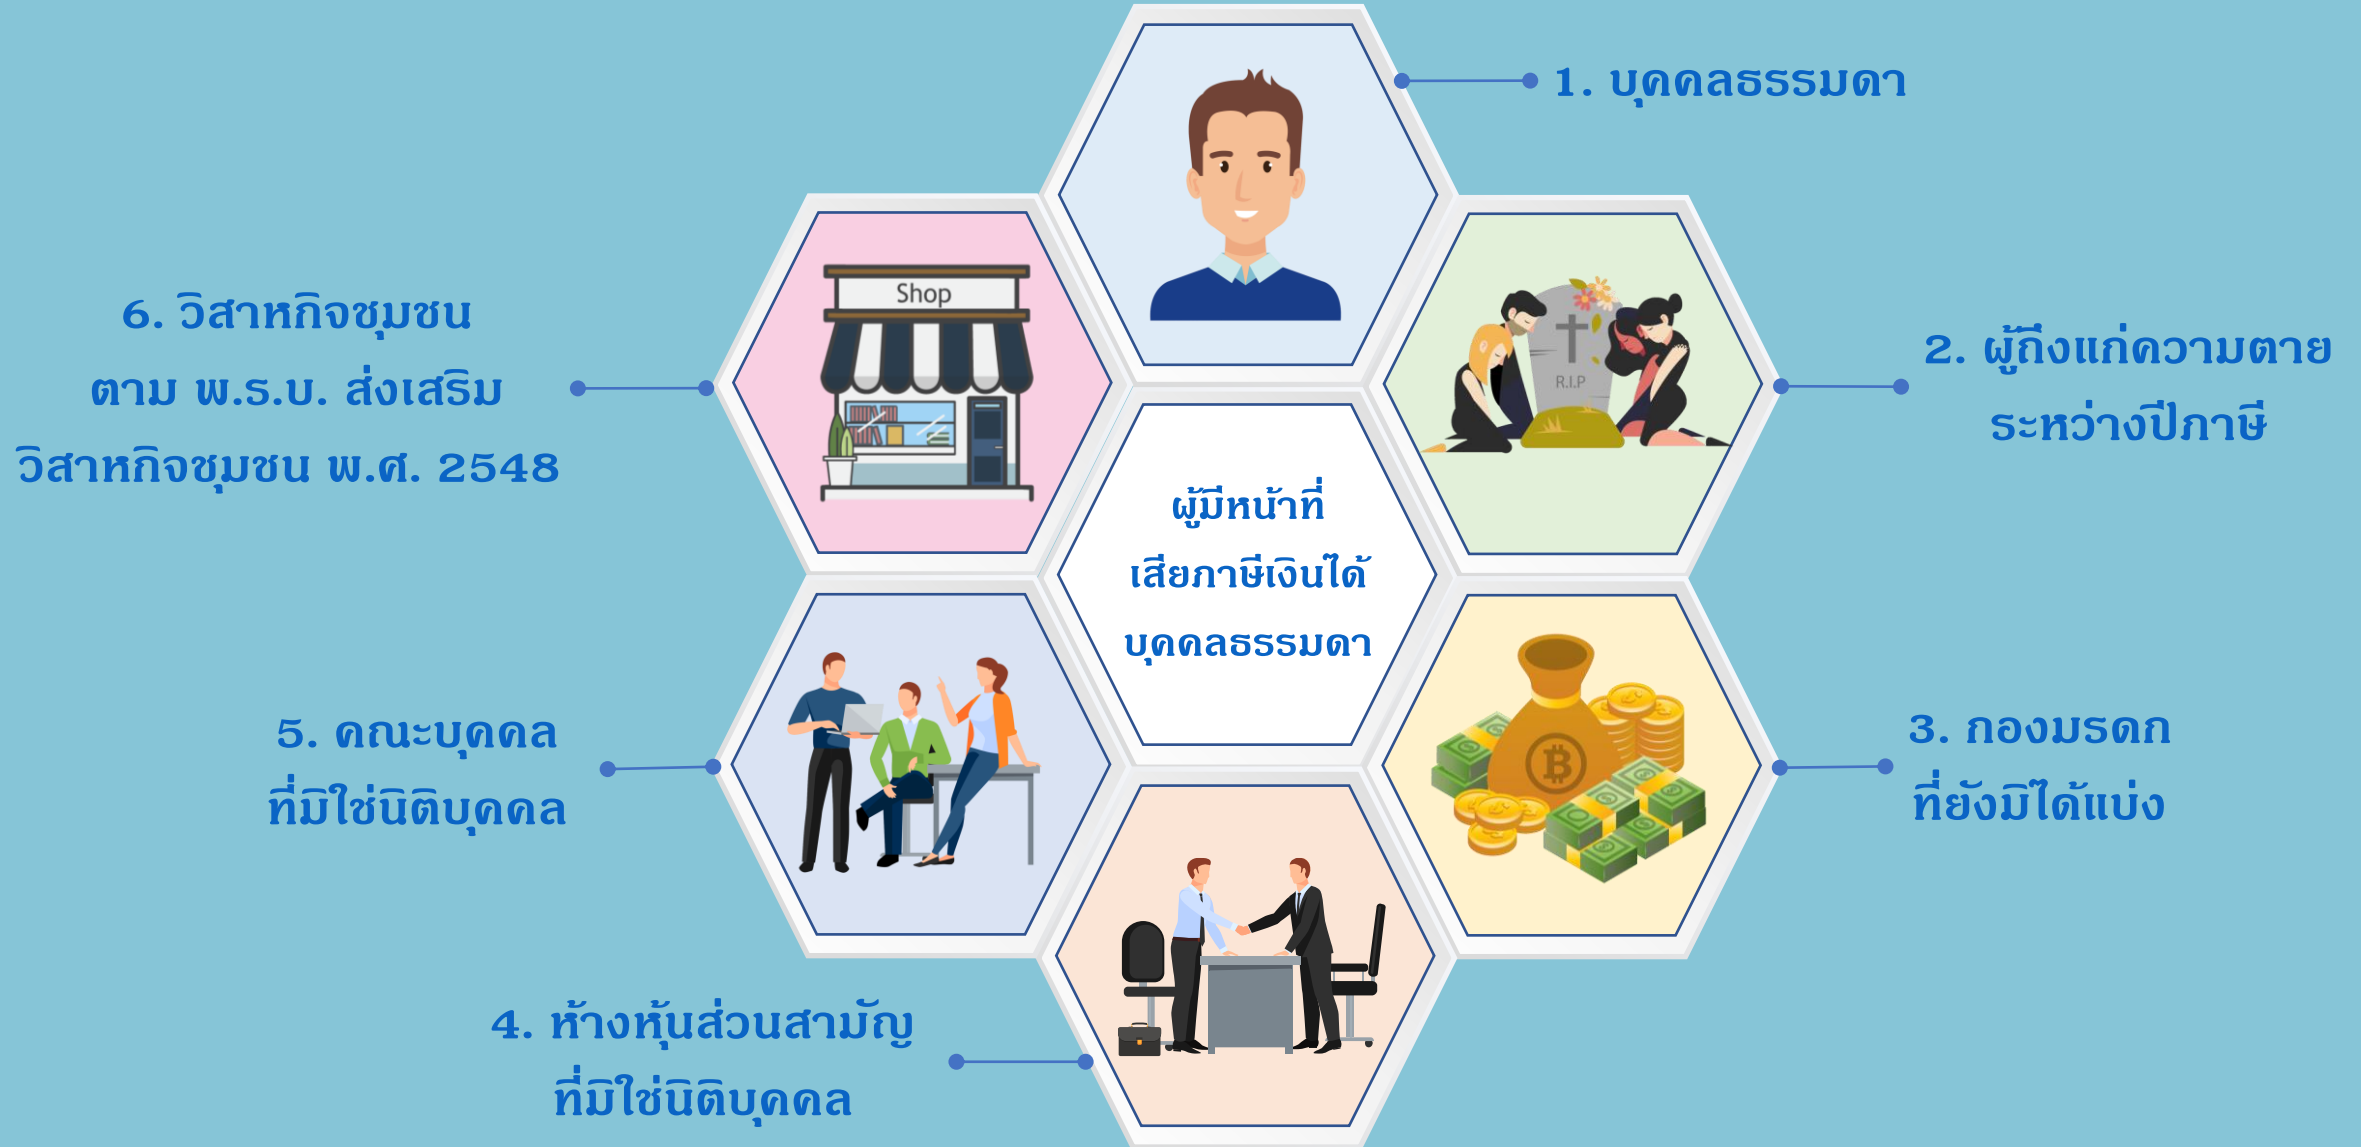 1. บุคคลธรรมดา
2. ผู้ถึงแก่ความตาย
ระหว่างปีภาษี
3. กองมรดก
ที่ยังมิได้แบ่ง
4. ห้างหุ้นส่วนสามัญ
ที่มิใช่นิติบุคคล
5. คณะบุคคล
ที่มิใช่นิติบุคคล
6. วิสาหกิจชุมชน
ตาม พ.ร.บ. ส่งเสริม
วิสาหกิจชุมชน พ.ศ. 2548
ผู้มีหน้าที่
เสียภาษีเงินได้
บุคคลธรรมดา
Shop
R.I.P